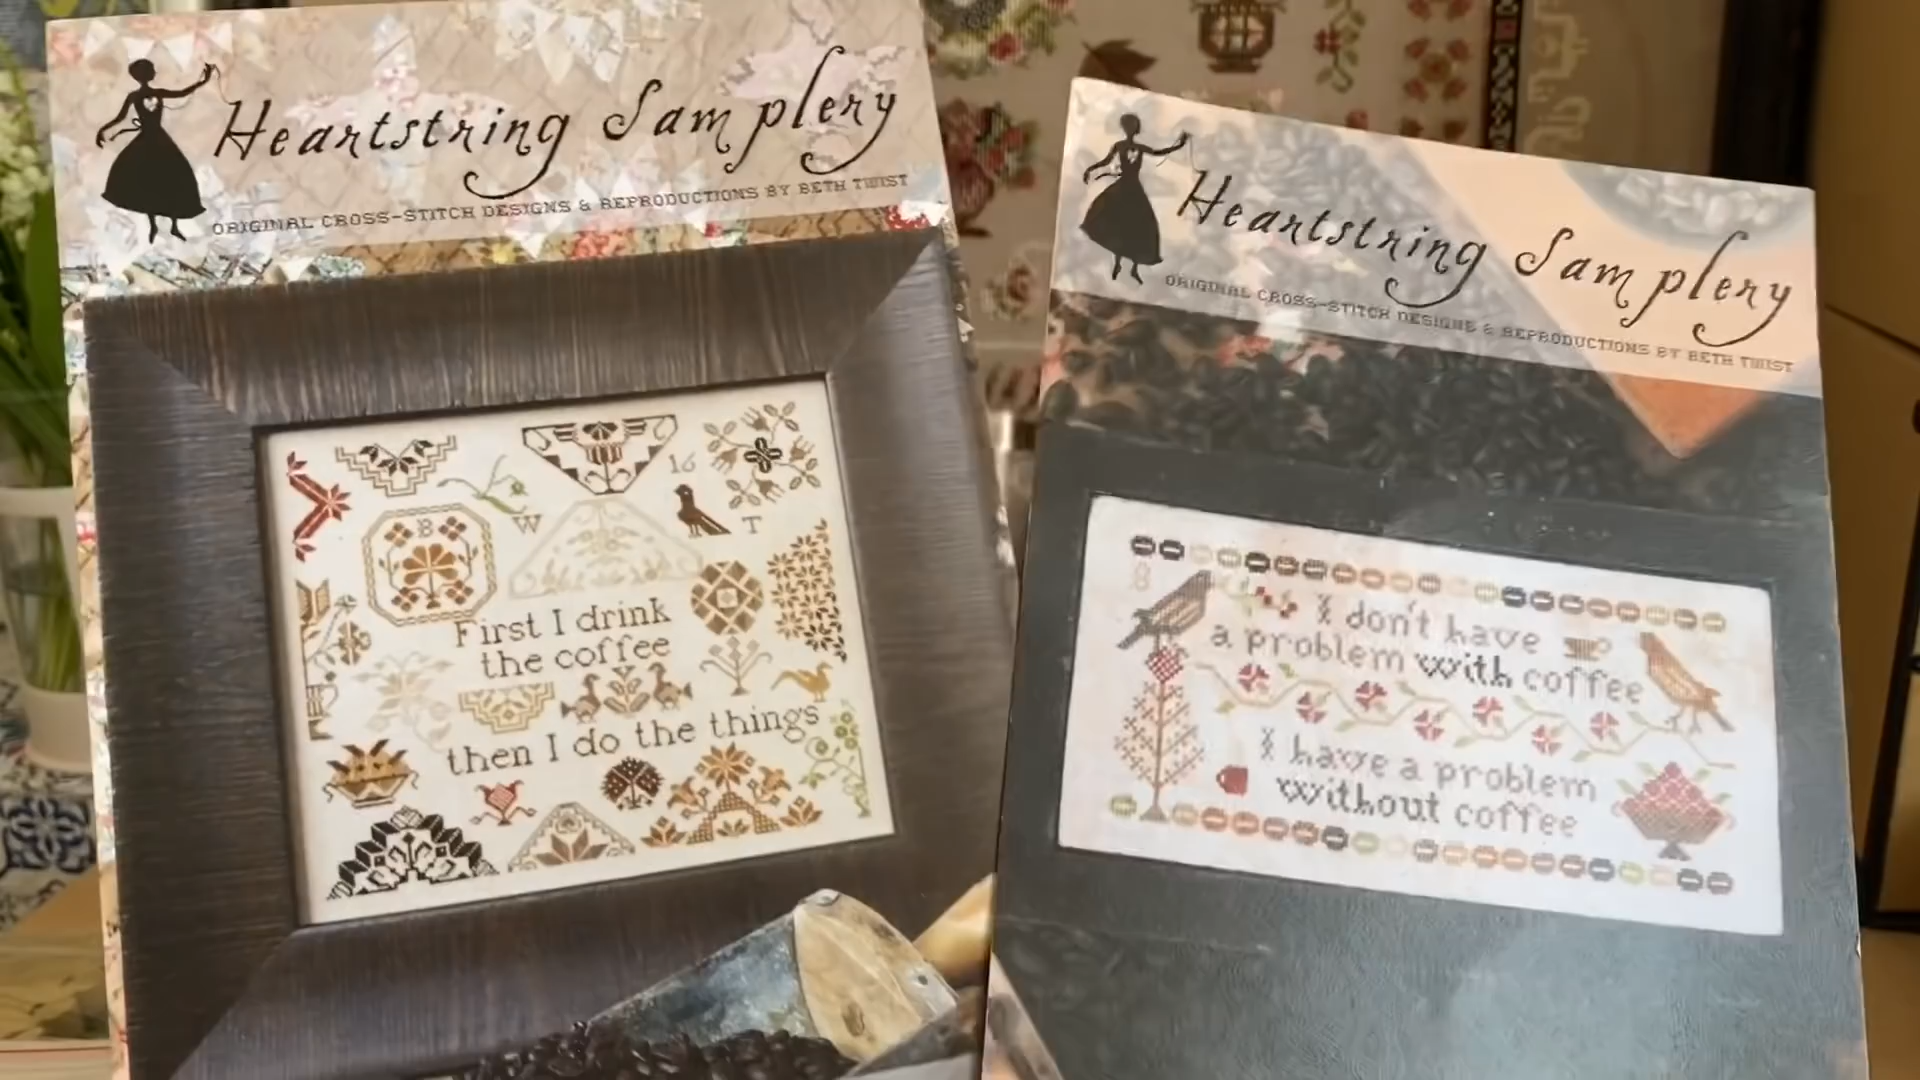 Heartstring Samplery
ORIGINAL CROSS-STITCH DESIGNS & REPRODUCTIONS BY BETH TWIST
16
B
W
T
First I drink
the coffee
then I do the things
Heartstring Samplery
ORIGINAL CROSS-STITCH DESIGNS & REPRODUCTIONS BY BETH TWIST
I don't have
a problem with coffee
I have a problem
without coffee